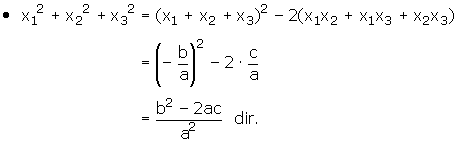 • x₁² + x₂² + x₃² = (x₁ + x₂ + x₃)² − 2(x₁x₂ + x₁x₃ + x₂x₃)
= (− b/a)² − 2 · c/a
= (b² − 2ac)/a² dir.